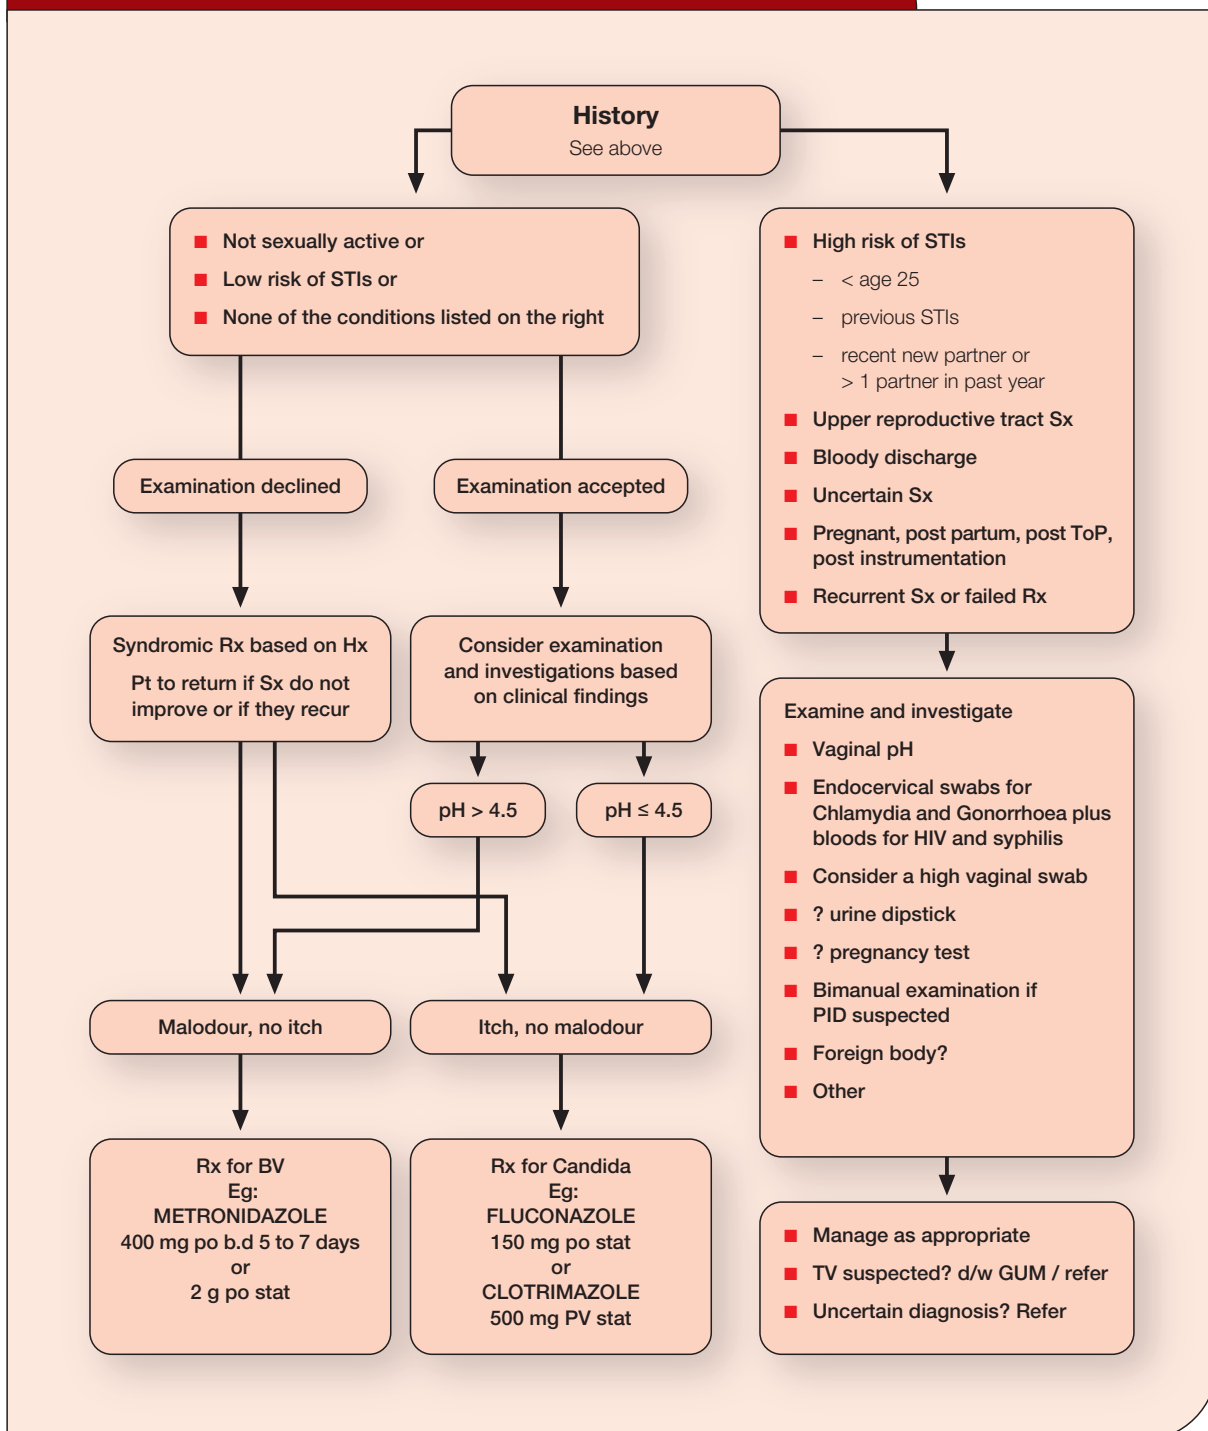 History
See above
Not sexually active or
Low risk of STIs or
None of the conditions listed on the right
Examination declined
Examination accepted
Syndromic Rx based on Hx
Pt to return if Sx do not
improve or if they recur
Consider examination
and investigations based
on clinical findings
pH > 4.5
pH ≤ 4.5
Malodour, no itch
Itch, no malodour
Rx for BV
Eg:
METRONIDAZOLE
400 mg po b.d 5 to 7 days
or
2 g po stat
Rx for Candida
Eg:
FLUCONAZOLE
150 mg po stat
or
CLOTRIMAZOLE
500 mg PV stat
High risk of STIs
– < age 25
– previous STIs
– recent new partner or
> 1 partner in past year
Upper reproductive tract Sx
Bloody discharge
Uncertain Sx
Pregnant, post partum, post ToP,
post instrumentation
Recurrent Sx or failed Rx
Examine and investigate
Vaginal pH
Endocervical swabs for
Chlamydia and Gonorrhoea plus
bloods for HIV and syphilis
Consider a high vaginal swab
? urine dipstick
? pregnancy test
Bimanual examination if
PID suspected
Foreign body?
Other
Manage as appropriate
TV suspected? d/w GUM / refer
Uncertain diagnosis? Refer